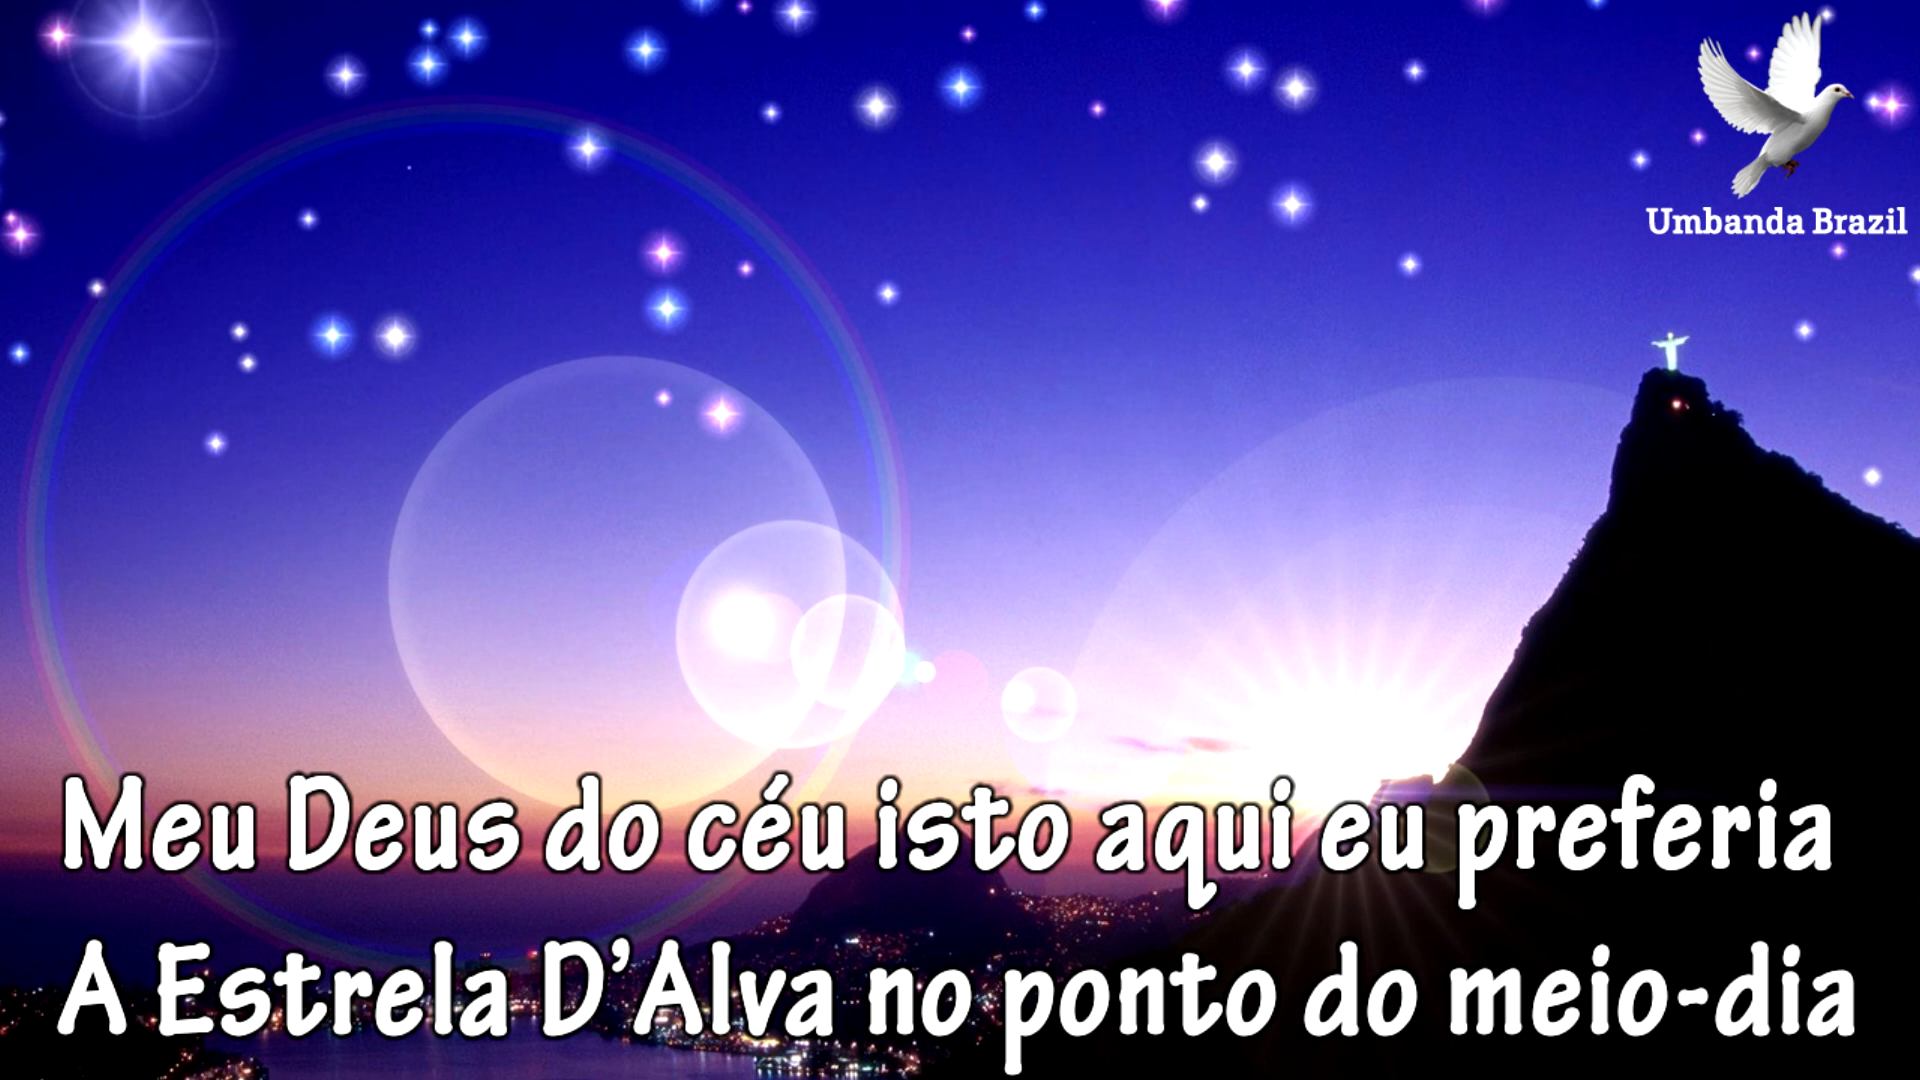 Umbanda Brazil
Meu Deus do céu isto aqui eu preferia
A Estrela D'Alva no ponto do meio-dia